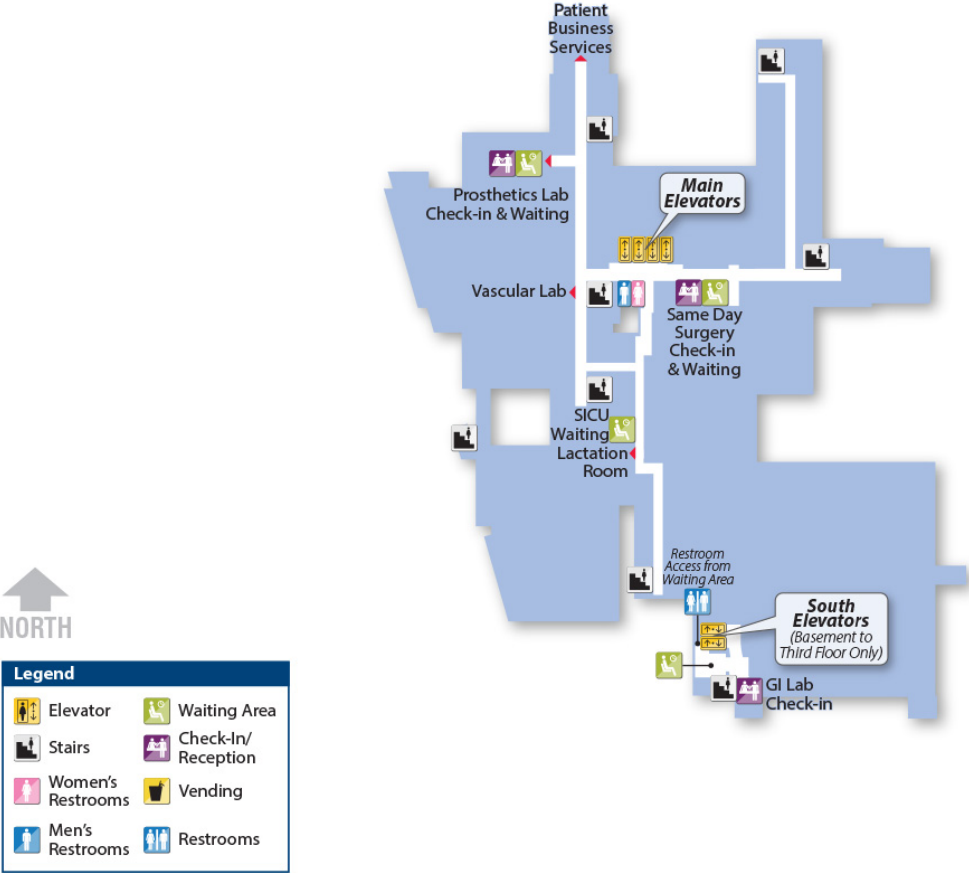 Patient
Business
Services
Prosthetics Lab
Check-in & Waiting
Main
Elevators
Vascular Lab
Same Day
Surgery
Check-in
& Waiting
SICU
Waiting
Lactation
Room
Restroom
Access from
Waiting Area
South
Elevators
(Basement to
Third Floor Only)
GI Lab
Check-in
NORTH
Legend
Elevator
Waiting Area
Stairs
Check-In/
Reception
Women's
Restrooms
Vending
Men's
Restrooms
Restrooms